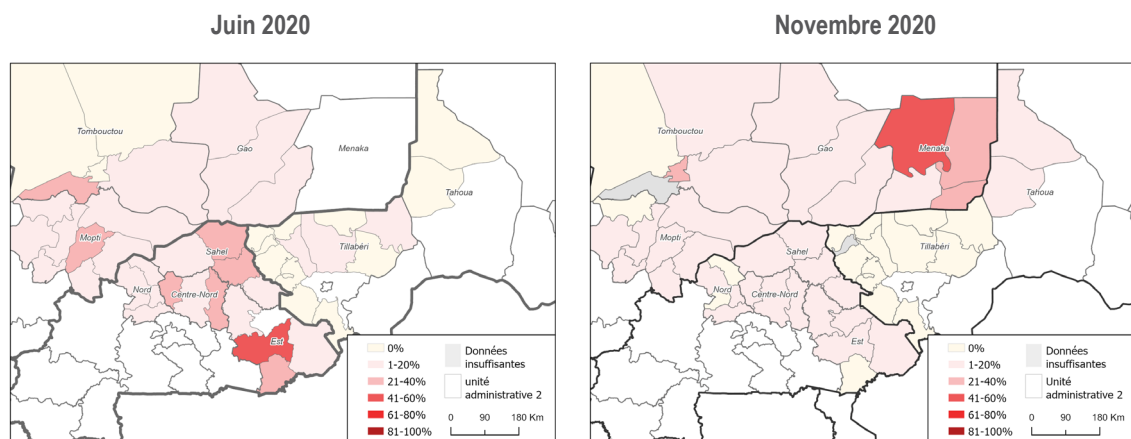 Juin 2020
Tombouctou
Gao
Menaka
Tahoua
Mopti
Sahel
Tillabéri
Nord
Centre-Nord
Est
0%
1-20%
21-40%
41-60%
61-80%
81-100%
Données
insuffisantes
unité
administrative 2
0 90 180 Km
Novembre 2020
Tombouctou
Gao
Menaka
Tahoua
Mopti
Sahel
Tillabéri
Nord
Centre-Nord
Est
0%
1-20%
21-40%
41-60%
61-80%
81-100%
Données
insuffisantes
Unité
administrative 2
0 90 180 Km